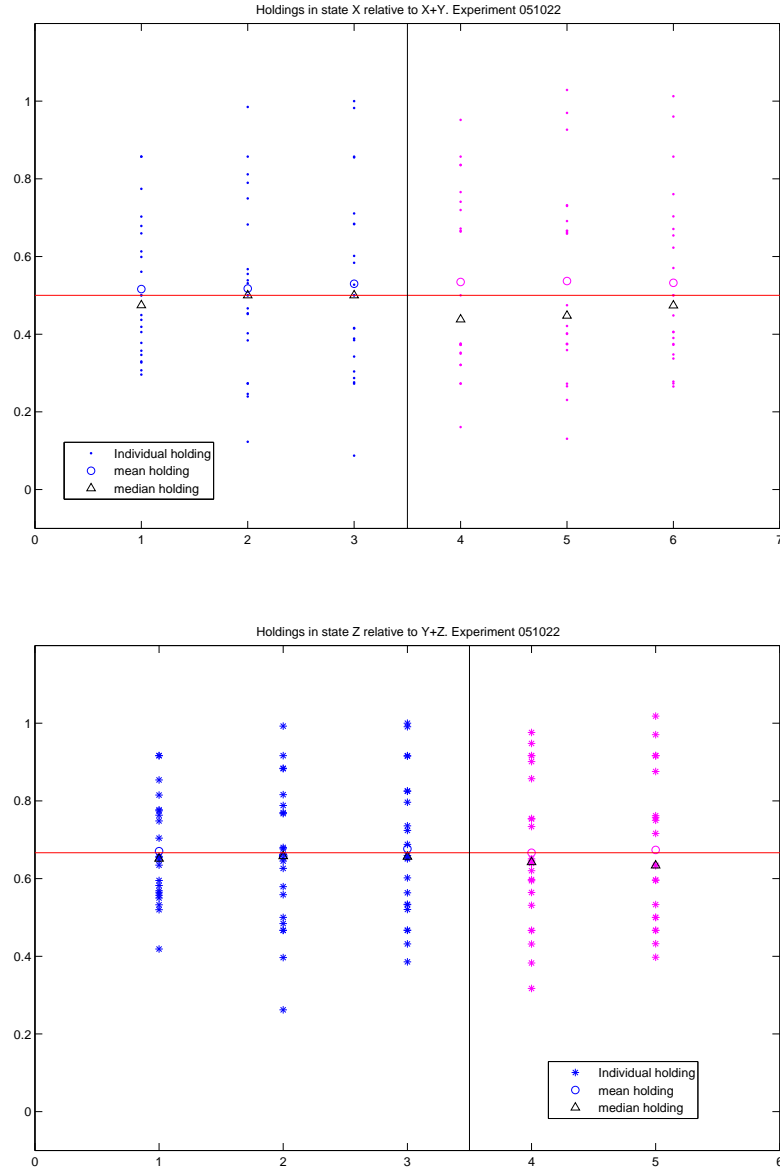 Holdings in state X relative to X+Y. Experiment 051022
1
0.8
0.6
0.4
0.2
0
Individual holding
mean holding
median holding
0 1 2 3 4 5 6 7
Holdings in state Z relative to Y+Z. Experiment 051022
1
0.8
0.6
0.4
0.2
0
Individual holding
mean holding
median holding
0 1 2 3 4 5 6